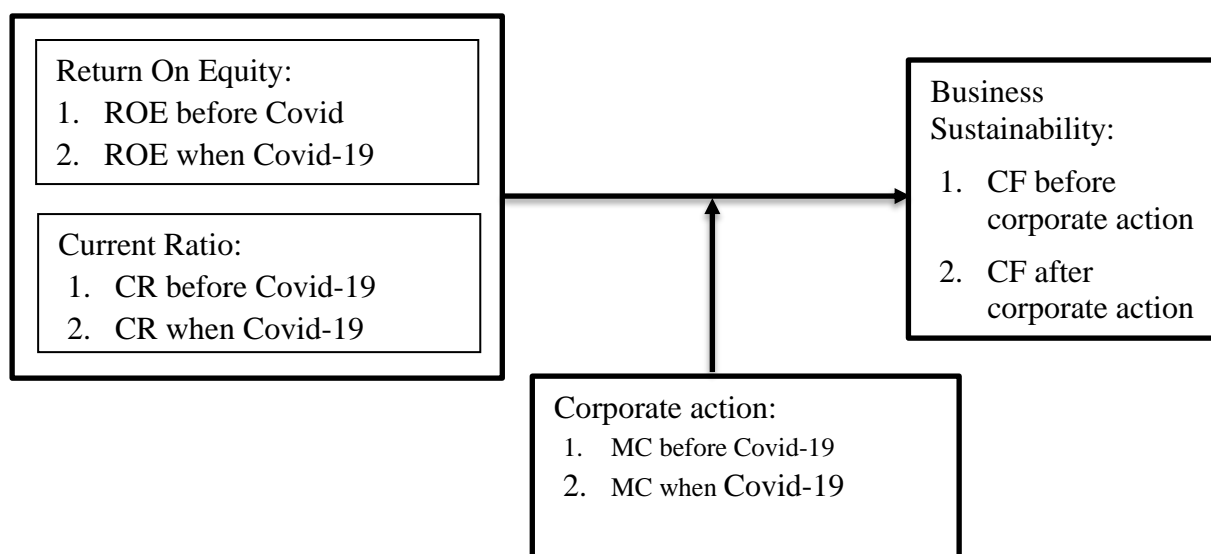 Return On Equity:
1. ROE before Covid
2. ROE when Covid-19
Current Ratio:
1. CR before Covid-19
2. CR when Covid-19
Business
Sustainability:
1. CF before
corporate action
2. CF after
corporate action
Corporate action:
1. MC before Covid-19
2. MC when Covid-19